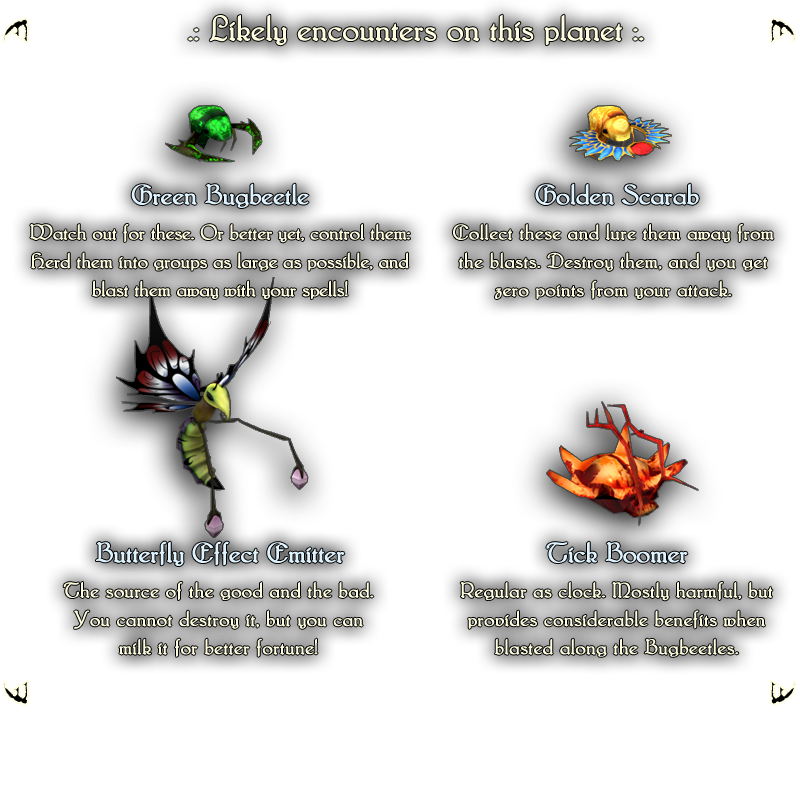 .: Likely encounters on this planet :.
Green Bugbeetle
Watch out for these. Or better yet, control them:
Herd them into groups as large as possible, and
blast them away with your spells!
Golden Scarab
Collect these and lure them away from
the blasts. Destroy them, and you get
zero points from your attack.
Butterfly Effect Emitter
The source of the good and the bad.
You cannot destroy it, but you can
milk it for better fortune!
Tick Boomer
Regular as clock. Mostly harmful, but
provides considerable benefits when
blasted along the Bugbeetles.